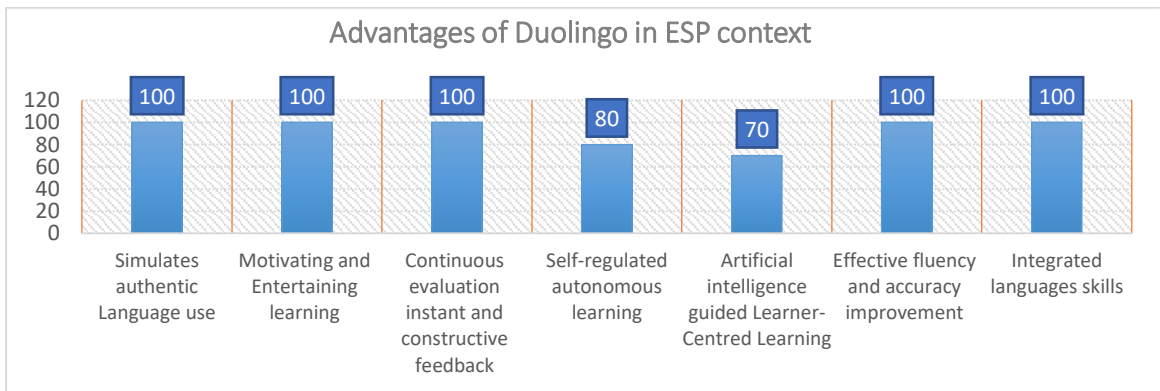 Advantages of Duolingo in ESP context
100
100
100
80
70
100
100
120
100
80
60
40
20
0
Simulates
authentic
Language use
Motivating and
Entertaining
learning
Continuous
evaluation
instant and
constructive
feedback
Self-regulated
autonomous
learning
Artificial
intelligence
guided Learner-
Centred Learning
Effective fluency
and accuracy
improvement
Integrated
languages skills